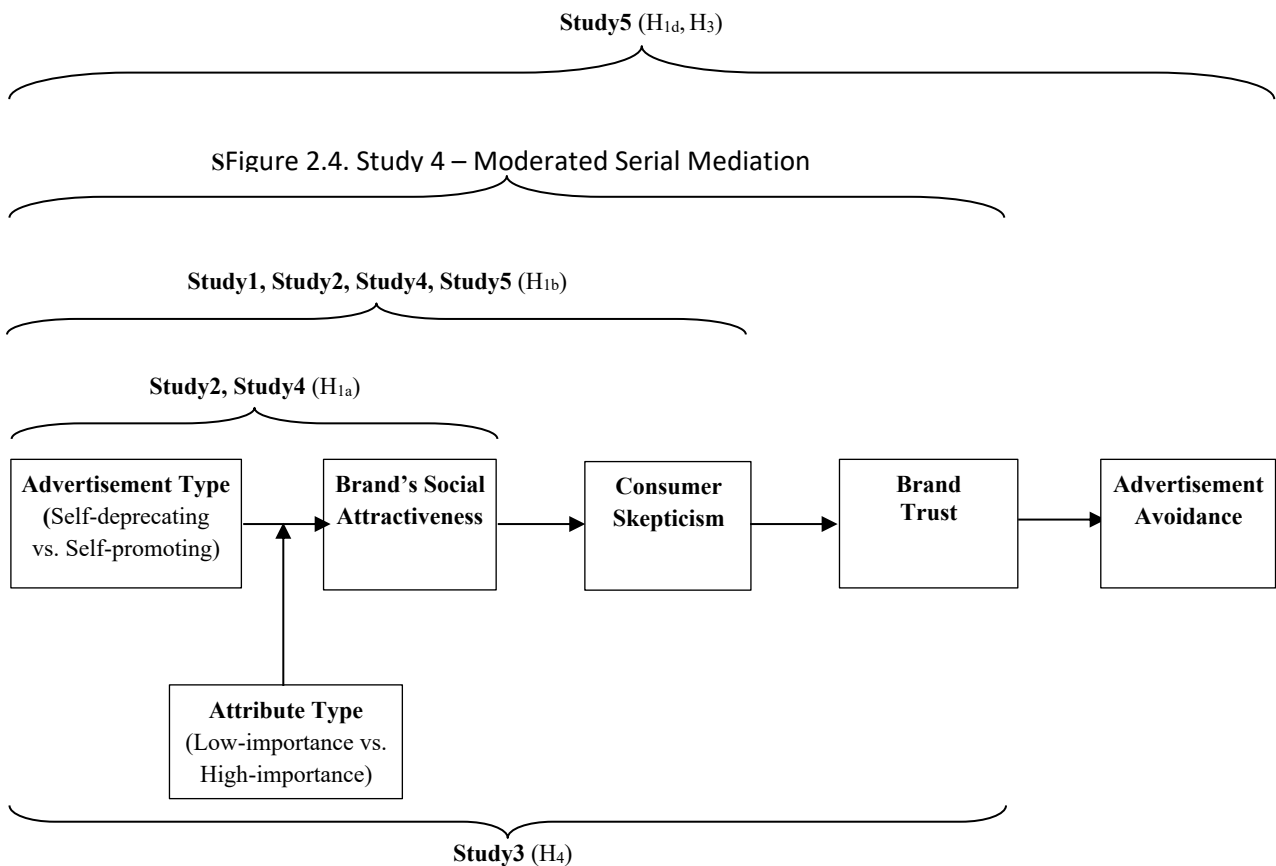 Study5 (H1d, H3)
SFigure 2.4. Study 4 – Moderated Serial Mediation
Study1, Study2, Study4, Study5 (H1b)
Study2, Study4 (H1a)
Advertisement Type
(Self-deprecating
vs. Self-promoting)
Brand's Social
Attractiveness
Consumer
Skepticism
Brand
Trust
Advertisement
Avoidance
Attribute Type
(Low-importance vs.
High-importance)
Study3 (H4)